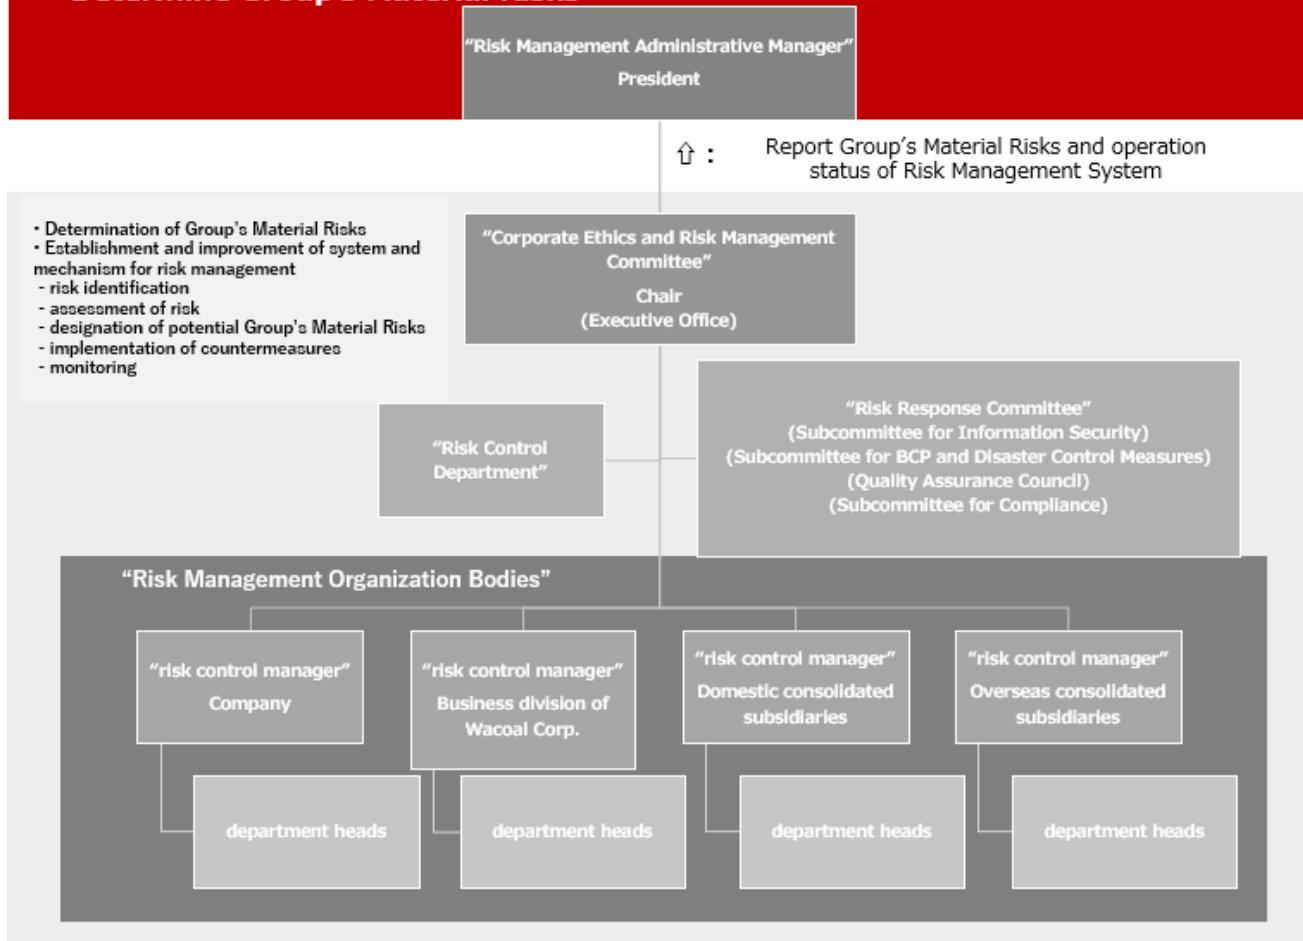 Determine Group's Material Risks
“Risk Management Administrative Manager”
President
⇧ :
Report Group’s Material Risks and operation
status of Risk Management System
・Determination of Group’s Material Risks
・Establishment and improvement of system and
mechanism for risk management
- risk identification
- assessment of risk
- designation of potential Group’s Material Risks
- implementation of countermeasures
- monitoring
“Corporate Ethics and Risk Management
Committee”
Chair
(Executive Office)
“Risk Control
Department”
“Risk Response Committee”
(Subcommittee for Information Security)
(Subcommittee for BCP and Disaster Control Measures)
(Quality Assurance Council)
(Subcommittee for Compliance)
“Risk Management Organization Bodies”
“risk control manager”
Company
“risk control manager”
Business division of
Wacoal Corp.
“risk control manager”
Domestic consolidated
subsidiaries
“risk control manager”
Overseas consolidated
subsidiaries
department heads
department heads
department heads
department heads